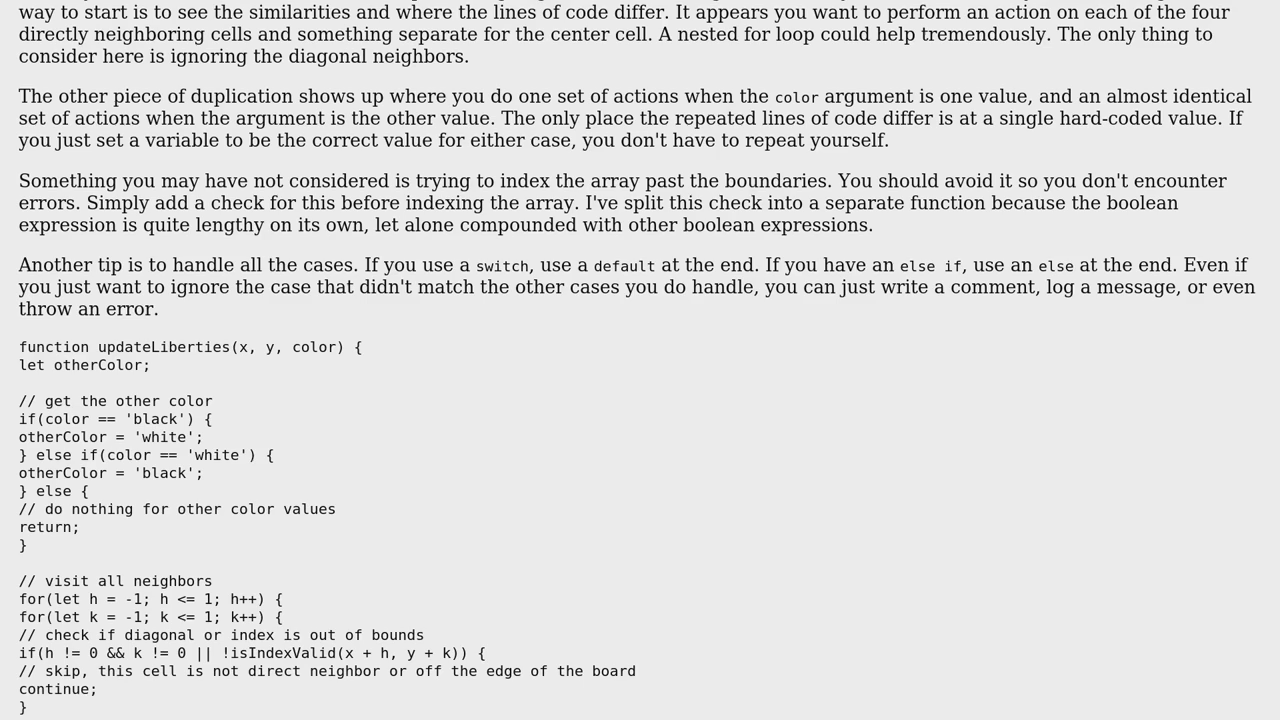 way to start is to see the similarities and where the lines of code differ. It appears you want to perform an action on each of the four
directly neighboring cells and something separate for the center cell. A nested for loop could help tremendously. The only thing to
consider here is ignoring the diagonal neighbors.
The other piece of duplication shows up where you do one set of actions when the color argument is one value, and an almost identical
set of actions when the argument is the other value. The only place the repeated lines of code differ is at a single hard-coded value. If
you just set a variable to be the correct value for either case, you don't have to repeat yourself.
Something you may have not considered is trying to index the array past the boundaries. You should avoid it so you don't encounter
errors. Simply add a check for this before indexing the array. I've split this check into a separate function because the boolean
expression is quite lengthy on its own, let alone compounded with other boolean expressions.
Another tip is to handle all the cases. If you use a switch, use a default at the end. If you have an else if, use an else at the end. Even if
you just want to ignore the case that didn't match the other cases you do handle, you can just write a comment, log a message, or even
throw an error.
function updateLiberties(x, y, color) {
let otherColor;
// get the other color
if(color == 'black') {
otherColor = 'white';
} else if(color == 'white') {
otherColor = 'black';
} else {
// do nothing for other color values
return;
}
// visit all neighbors
for(let h = -1; h <= 1; h++) {
for(let k = -1; k <= 1; k++) {
// check if diagonal or index is out of bounds
if(h != 0 && k != 0 || !isIndexValid(x + h, y + k)) {
// skip, this cell is not direct neighbor or off the edge of the board
continue;
}